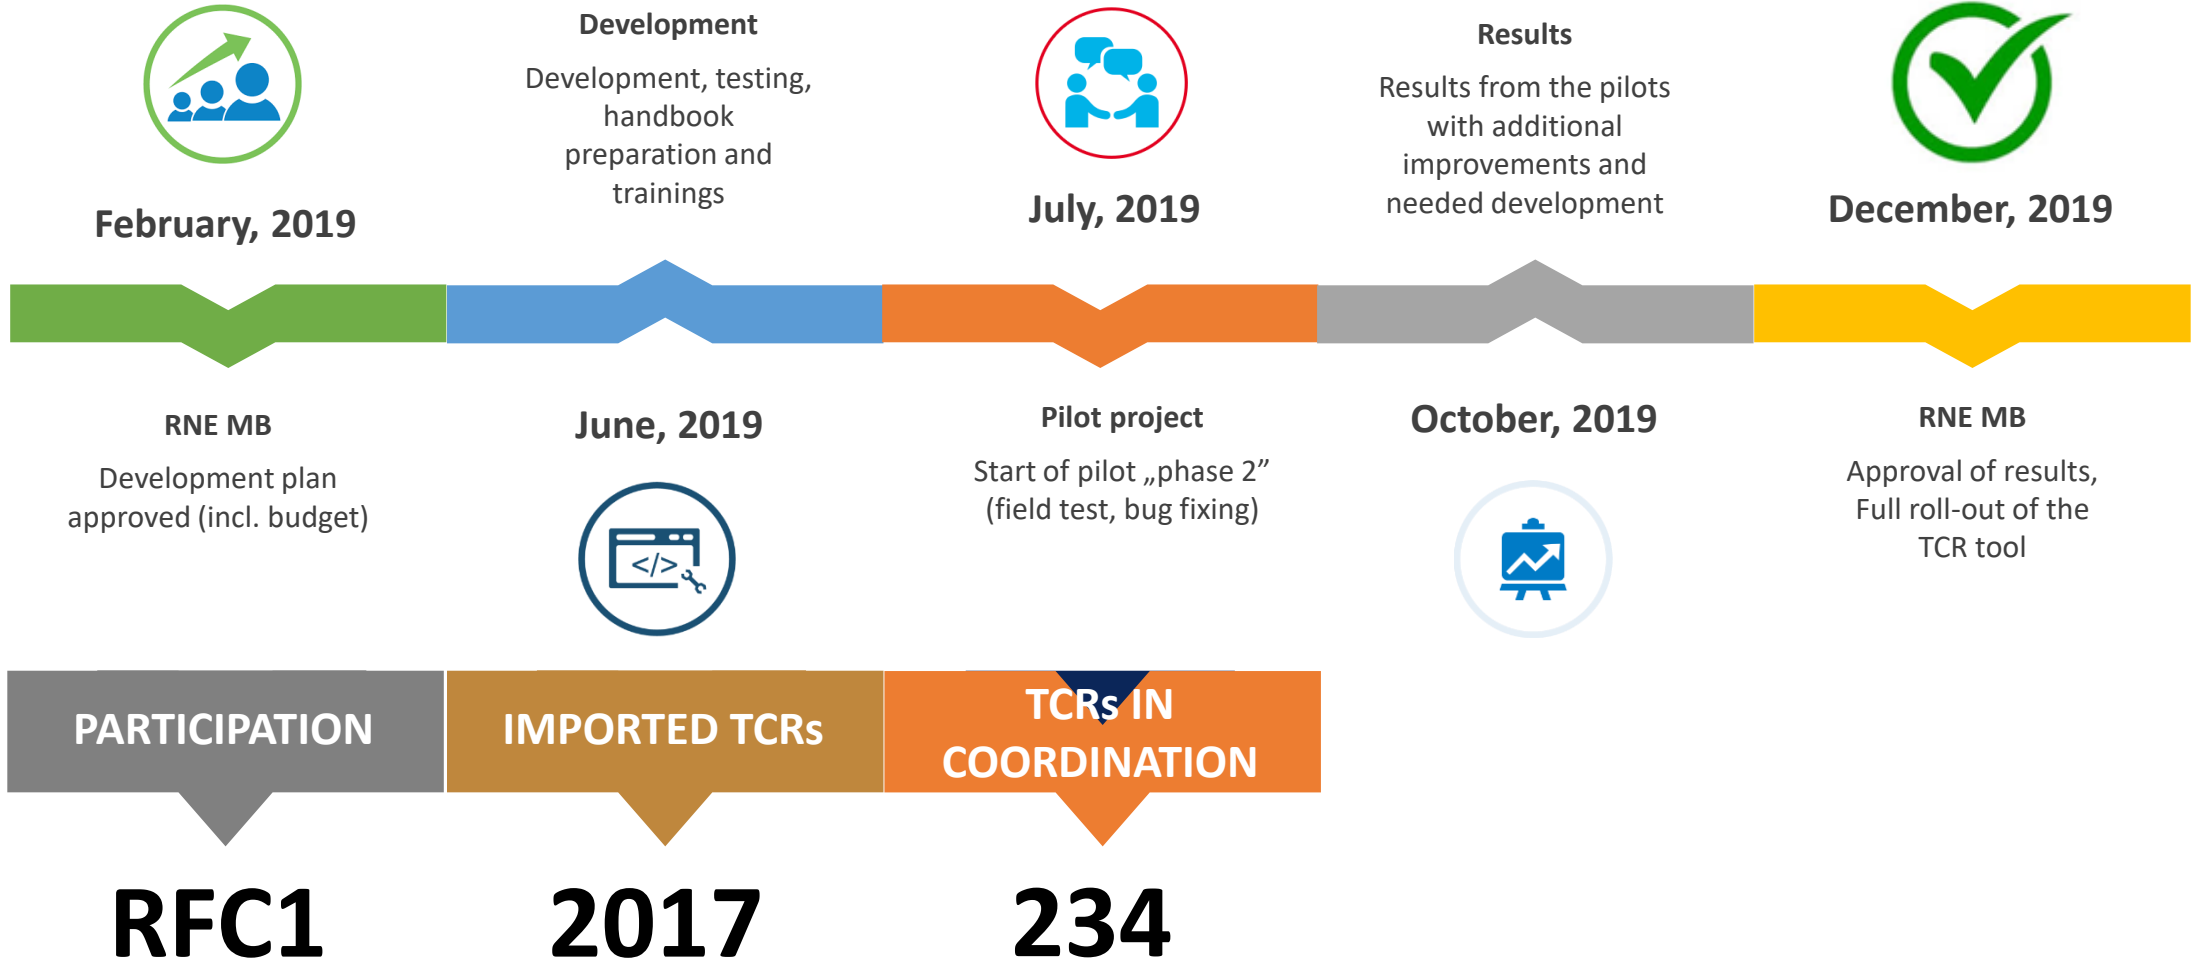 February, 2019
RNE MB
Development plan
approved (incl. budget)
Development
Development, testing,
handbook
preparation and
trainings
June, 2019
</>
July, 2019
Pilot project
Start of pilot „phase 2”
(field test, bug fixing)
Results
Results from the pilots
with additional
improvements and
needed development
October, 2019
December, 2019
RNE MB
Approval of results,
Full roll-out of the
TCR tool
PARTICIPATION
RFC1
IMPORTED TCRs
2017
TCRs IN
COORDINATION
234